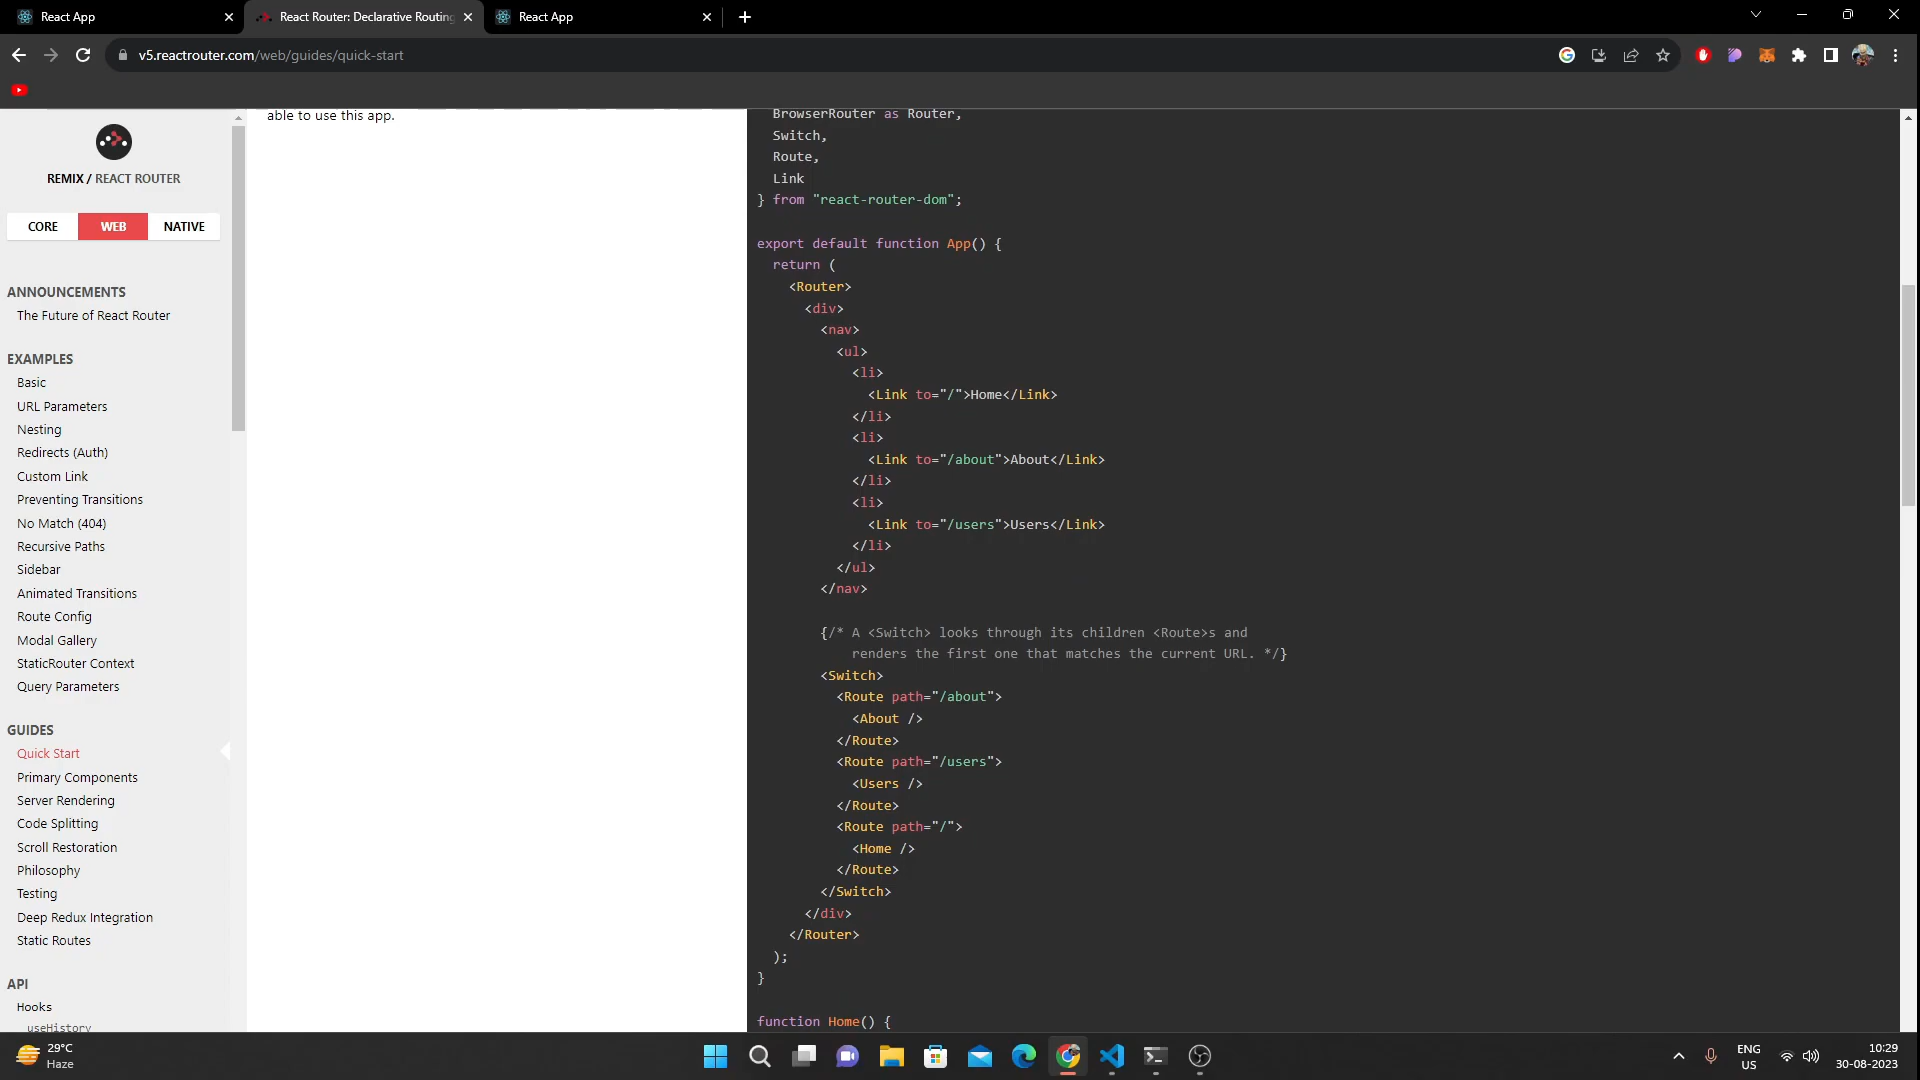 React App
React Router: Declarative Routing
React App
v5.reactrouter.com/web/guides/quick-start
REMIX / REACT ROUTER
CORE
WEB
NATIVE
ANNOUNCEMENTS
The Future of React Router
EXAMPLES
Basic
URL Parameters
Nesting
Redirects (Auth)
Custom Link
Preventing Transitions
No Match (404)
Recursive Paths
Sidebar
Animated Transitions
Route Config
Modal Gallery
StaticRouter Context
Query Parameters
GUIDES
Quick Start
Primary Components
Server Rendering
Code Splitting
Scroll Restoration
Philosophy
Testing
Deep Redux Integration
Static Routes
API
Hooks
useHistory
able to use this app.
BrowserRouter as Router,
Switch,
Route,
Link
} from "react-router-dom";
export default function App() {
return (
<Router>
<div>
<nav>
<ul>
<li>
<Link to="/">Home</Link>
</li>
<li>
<Link to="/about">About</Link>
</li>
<li>
<Link to="/users">Users</Link>
</li>
</ul>
</nav>
{/* A <Switch> looks through its children <Route>s and
renders the first one that matches the current URL. */}
<Switch>
<Route path="/about">
<About />
</Route>
<Route path="/users">
<Users />
</Route>
<Route path="/">
<Home />
</Route>
</Switch>
</div>
</Router>
);
}
function Home() {
29°C
Haze
ENG
US
10:29
30-08-2023